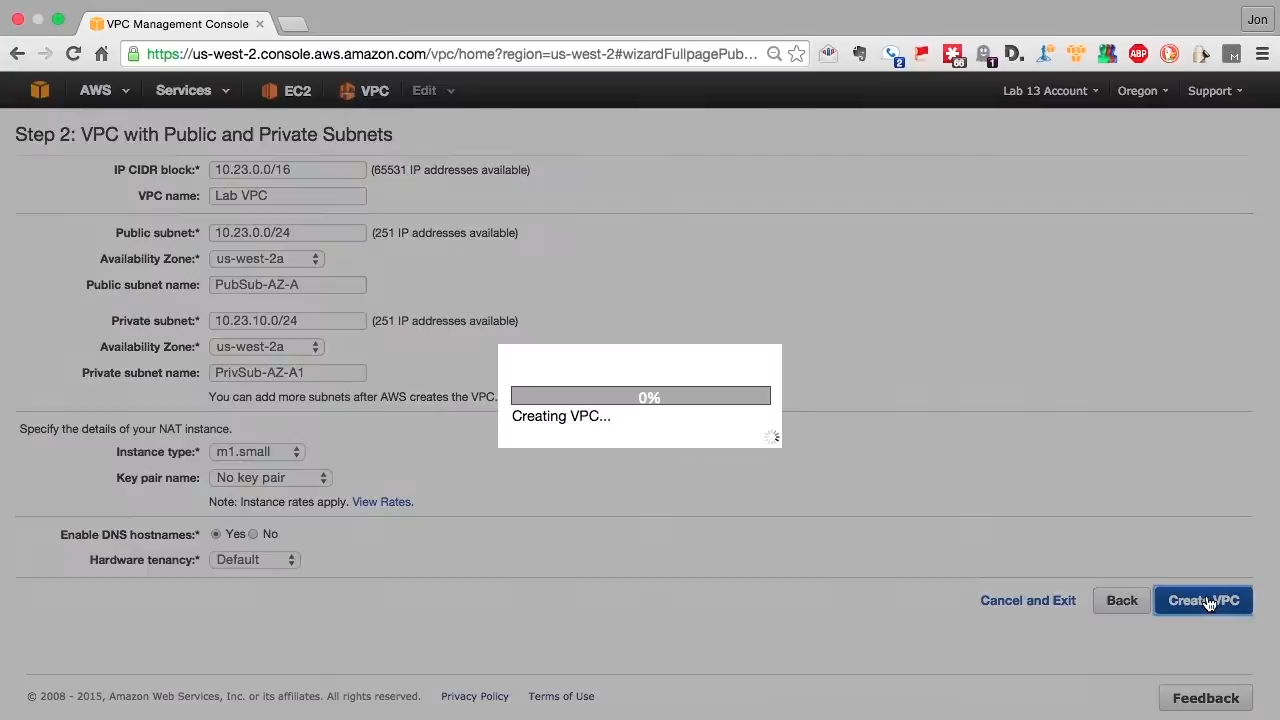 VPC Management Console
Jon
https://us-west-2.console.aws.amazon.com/vpc/home?region=us-west-2#wizardFullpagePub...
2
66
1
D.
ABP
M
AWS Services EC2 VPC Edit Lab 13 Account Oregon Support
Step 2: VPC with Public and Private Subnets
IP CIDR block:* 10.23.0.0/16 (65531 IP addresses available)
VPC name: Lab VPC
Public subnet:* 10.23.0.0/24 (251 IP addresses available)
Availability Zone:* us-west-2a
Public subnet name: PubSub-AZ-A
Private subnet:* 10.23.10.0/24 (251 IP addresses available)
Availability Zone:* us-west-2a
Private subnet name: PrivSub-AZ-A1
You can add more subnets after AWS creates the VPC.
0%
Creating VPC...
Specify the details of your NAT instance.
Instance type:* m1.small
Key pair name: No key pair
Note: Instance rates apply. View Rates.
Enable DNS hostnames:* Yes No
Hardware tenancy:* Default
Cancel and Exit Back Create VPC
© 2008 - 2015, Amazon Web Services, Inc. or its affiliates. All rights reserved. Privacy Policy Terms of Use
Feedback